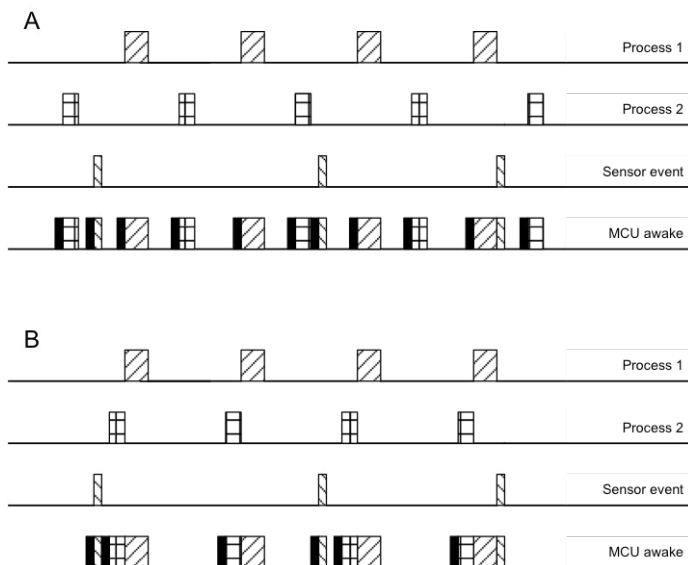 A
Process 1
Process 2
Sensor event
MCU awake
B
Process 1
Process 2
Sensor event
MCU awake